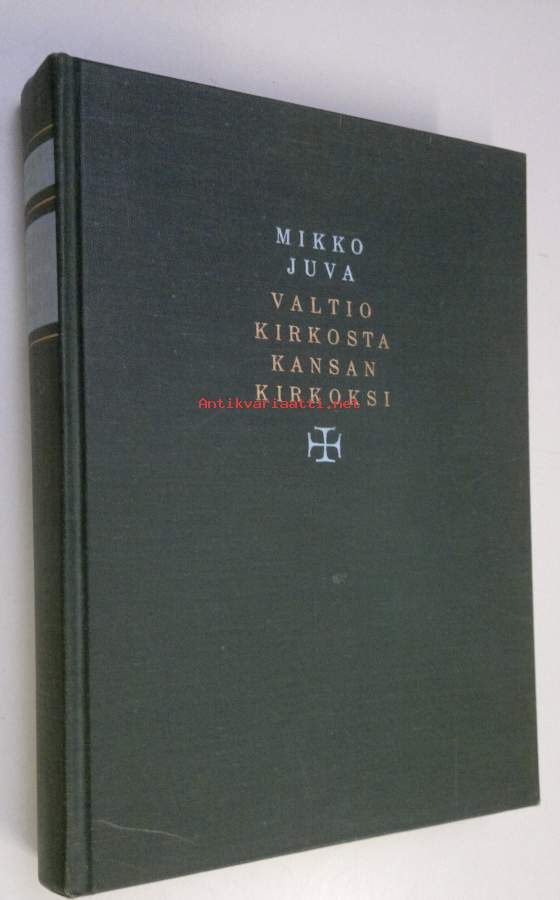 MIKKO
JUVA
VALTIO
KIRKOSTA
KANSAN
KIRKOKSI
Antikvariaatti.net